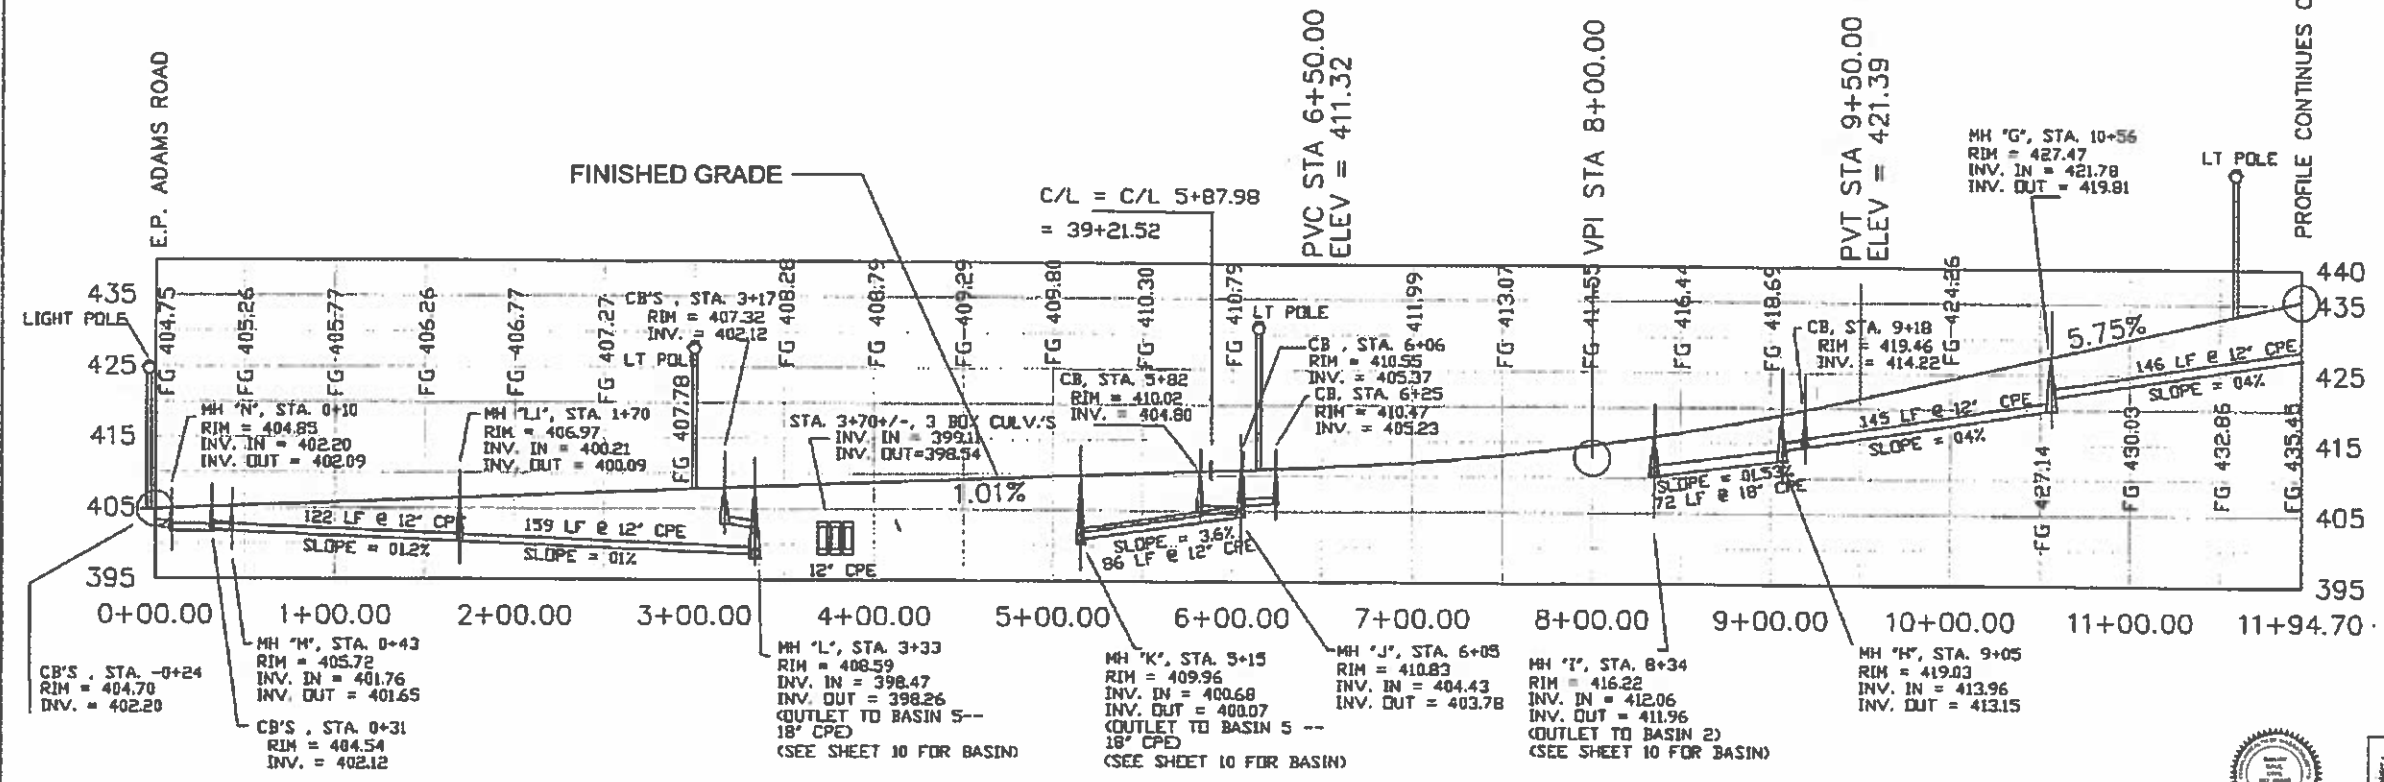 E.P. ADAMS ROAD
FINISHED GRADE
C/L = C/L 5+87.98
= 39+21.52
PVC STA 6+50.00
ELEV = 411.32
VPI STA 8+00.00
PVT STA 9+50.00
ELEV = 421.39
MH "G", STA. 10+56
RIM = 427.47
INV. IN = 421.78
INV. OUT = 419.81
LT POLE
PROFILE CONTINUES
435
425
415
405
395
LIGHT POLE
FG 404.75
FG 405.26
FG 405.77
FG 406.26
FG 406.77
FG 407.27
FG 407.78
FG 408.28
FG 408.79
FG 409.29
FG 409.80
FG 410.30
FG 410.79
FG 411.99
FG 413.07
FG 414.55
FG 416.44
FG 418.69
FG 424.26
FG 427.14
FG 430.03
FG 432.86
FG 435.45
440
435
425
415
405
395
MH "N", STA. 0+10
RIM = 404.85
INV. IN = 402.20
INV. OUT = 402.09
MH "L1", STA. 1+70
RIM = 406.97
INV. IN = 400.21
INV. OUT = 400.09
CB'S , STA. 3+17
RIM = 407.32
INV. = 402.12
LT POLE
STA. 3+70+/-, 3 BOX CULV.'S
INV. IN = 399.11
INV. OUT=398.54
CB, STA. 5+82
RIM = 410.02
INV. = 404.80
LT POLE
CB , STA. 6+06
RIM = 410.55
INV. = 405.37
CB, STA. 6+25
RIM = 410.47
INV. = 405.23
CB, STA. 9+18
RIM = 419.46
INV. = 414.22
1.01%
5.75%
122 LF @ 12" CPE
SLOPE = 01.2%
159 LF @ 12" CPE
SLOPE = 01%
12" CPE
SLOPE = 3.6%
86 LF @ 12" CPE
SLOPE = 01.53%
72 LF @ 18" CPE
145 LF @ 12" CPE
SLOPE = 04%
146 LF @ 12" CPE
SLOPE = 04%
0+00.00
1+00.00
2+00.00
3+00.00
4+00.00
5+00.00
6+00.00
7+00.00
8+00.00
9+00.00
10+00.00
11+00.00
11+94.70
CB'S , STA. -0+24
RIM = 404.70
INV. = 402.20
MH "M", STA. 0+43
RIM = 405.72
INV. IN = 401.76
INV. OUT = 401.65
CB'S , STA. 0+31
RIM = 404.54
INV. = 402.12
MH "L", STA. 3+33
RIM = 408.59
INV. IN = 398.47
INV. OUT = 398.26
(OUTLET TO BASIN 5--
18" CPE)
(SEE SHEET 10 FOR BASIN)
MH "K", STA. 5+15
RIM = 409.96
INV. IN = 400.68
INV. OUT = 400.07
(OUTLET TO BASIN 5 --
18" CPE)
(SEE SHEET 10 FOR BASIN)
MH "J", STA. 6+05
RIM = 410.83
INV. IN = 404.43
INV. OUT = 403.78
MH "I", STA. 8+34
RIM = 416.22
INV. IN = 412.06
INV. OUT = 411.96
(OUTLET TO BASIN 2)
(SEE SHEET 10 FOR BASIN)
MH "H", STA. 9+05
RIM = 419.03
INV. IN = 413.96
INV. OUT = 413.15